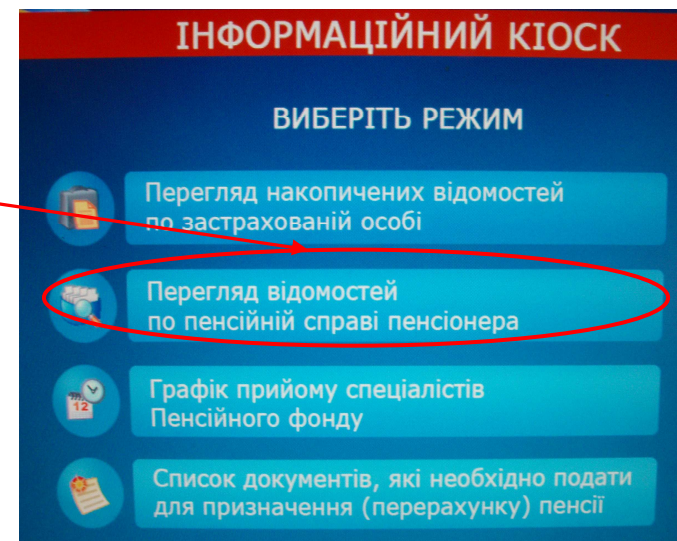 ІНФОРМАЦІЙНИЙ КІОСК
ВИБЕРІТЬ РЕЖИМ
Перегляд накопичених відомостей
по застрахованій особі
Перегляд відомостей
по пенсійній справі пенсіонера
Графік прийому спеціалістів
Пенсійного фонду
12
Список документів, які необхідно подати
для призначення (перерахунку) пенсії